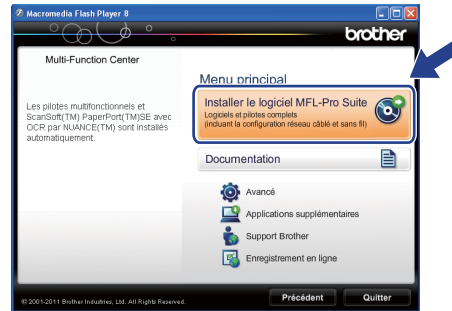 Macromedia Flash Player 8
brother
Multi-Function Center
Les pilotes multifonctionnels et
ScanSoft(TM) PaperPort(TM)SE avec
OCR par NUANCE(TM) sont installés
automatiquement.
Menu principal
Installer le logiciel MFL-Pro Suite
Logiciels et pilotes complets
(incluant la configuration réseau câblé et sans fil)
Documentation
Avancé
Applications supplémentaires
Support Brother
Enregistrement en ligne
© 2001-2011 Brother Industries, Ltd. All Rights Reserved.
Précédent
Quitter